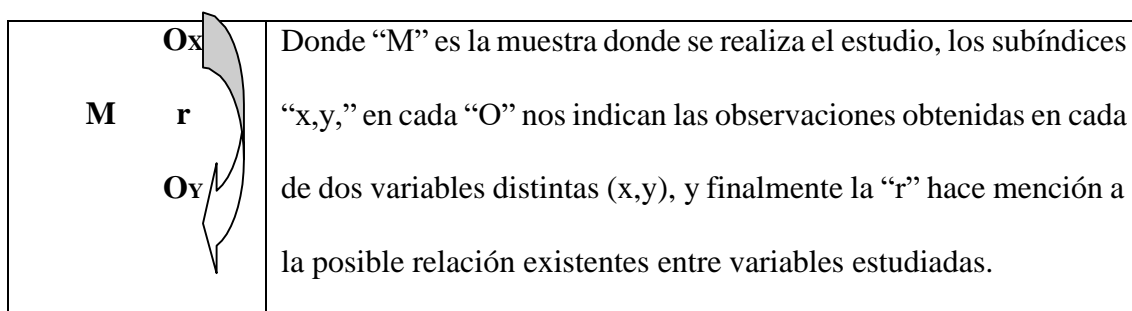 Ox
M r
OY
Donde “M” es la muestra donde se realiza el estudio, los subíndices
“x,y,” en cada “O” nos indican las observaciones obtenidas en cada
de dos variables distintas (x,y), y finalmente la “r” hace mención a
la posible relación existentes entre variables estudiadas.